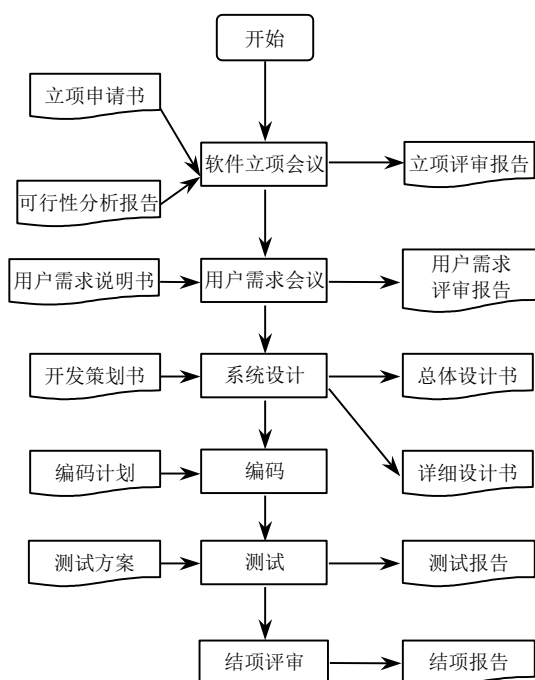 开始
立项申请书
软件立项会议
立项评审报告
可行性分析报告
用户需求说明书
用户需求会议
用户需求
评审报告
开发策划书
系统设计
总体设计书
编码计划
编码
详细设计书
测试方案
测试
测试报告
结项评审
结项报告